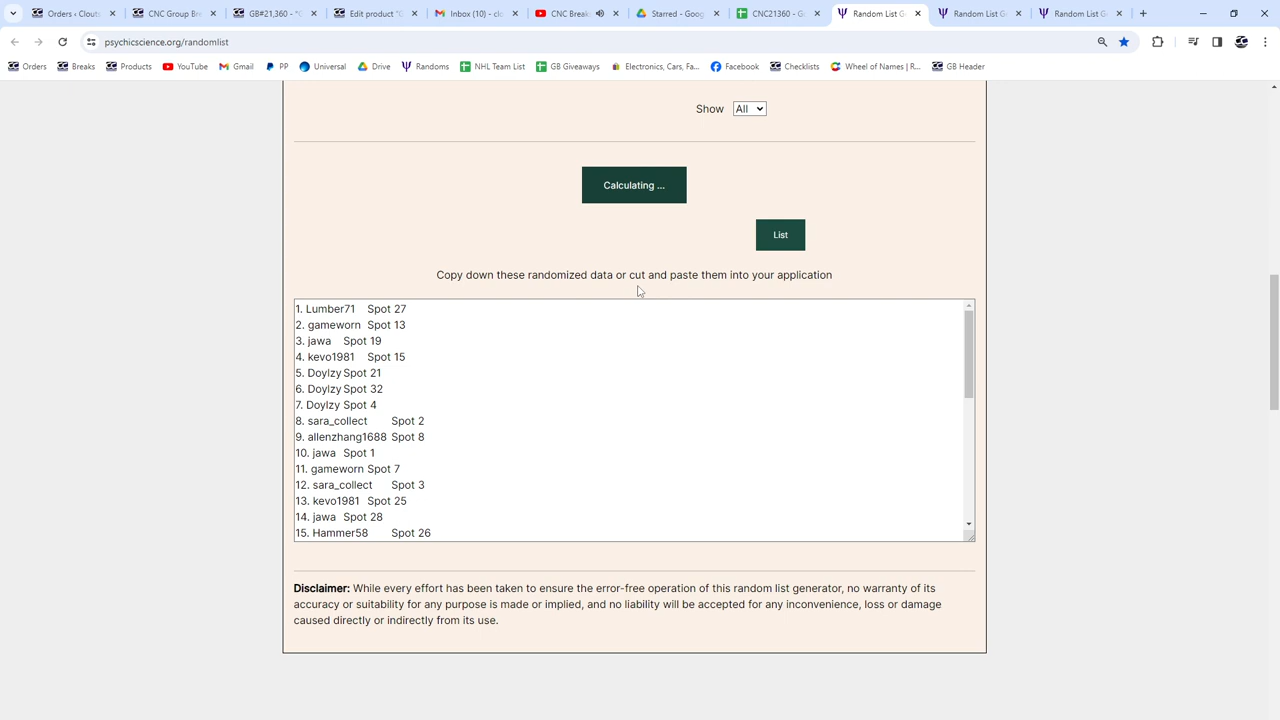 Orders ‹ Clout
CNC Group Bre
GB#21360 - "G
Edit product "G
Inbox (10) – clo
CNC Break
Starred - Goog
CNC21360 - G
Random List G
Random List G
Random List G
psychicscience.org/randomlist
Orders
Breaks
Products
YouTube
Gmail
PP
Universal
Drive
Randoms
NHL Team List
GB Giveaways
Electronics, Cars, Fa...
Facebook
Checklists
Wheel of Names | R...
GB Header
Show All
Calculating ...
List
Copy down these randomized data or cut and paste them into your application
1. Lumber71 Spot 27
2. gameworn Spot 13
3. jawa Spot 19
4. kevo1981 Spot 15
5. Doylzy Spot 21
6. Doylzy Spot 32
7. Doylzy Spot 4
8. sara_collect Spot 2
9. allenzhang1688 Spot 8
10. jawa Spot 1
11. gameworn Spot 7
12. sara_collect Spot 3
13. kevo1981 Spot 25
14. jawa Spot 28
15. Hammer58 Spot 26
Disclaimer: While every effort has been taken to ensure the error-free operation of this random list generator, no warranty of its
accuracy or suitability for any purpose is made or implied, and no liability will be accepted for any inconvenience, loss or damage
caused directly or indirectly from its use.